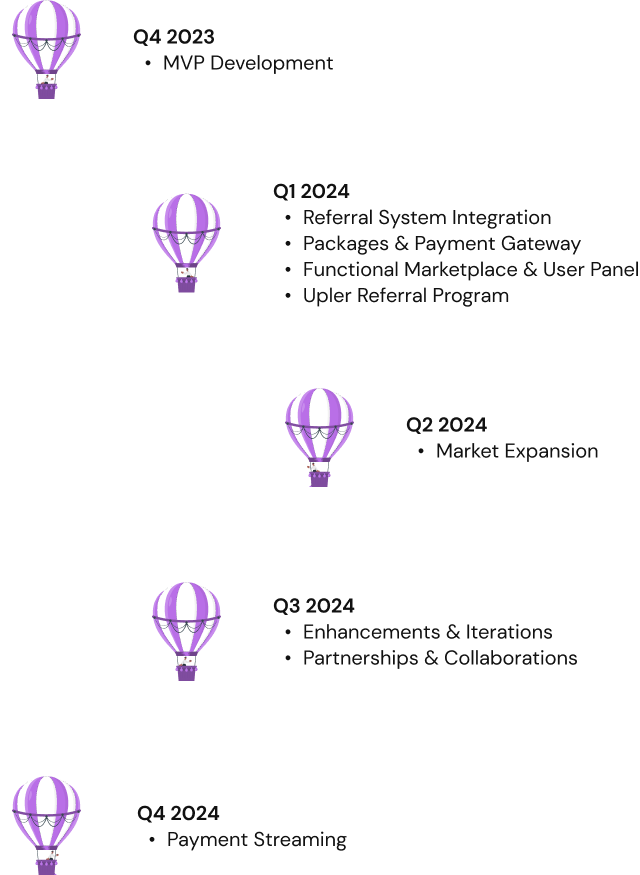 Q4 2023
• MVP Development
Q1 2024
• Referral System Integration
• Packages & Payment Gateway
• Functional Marketplace & User Panel
• Upler Referral Program
Q2 2024
• Market Expansion
Q3 2024
• Enhancements & Iterations
• Partnerships & Collaborations
Q4 2024
• Payment Streaming